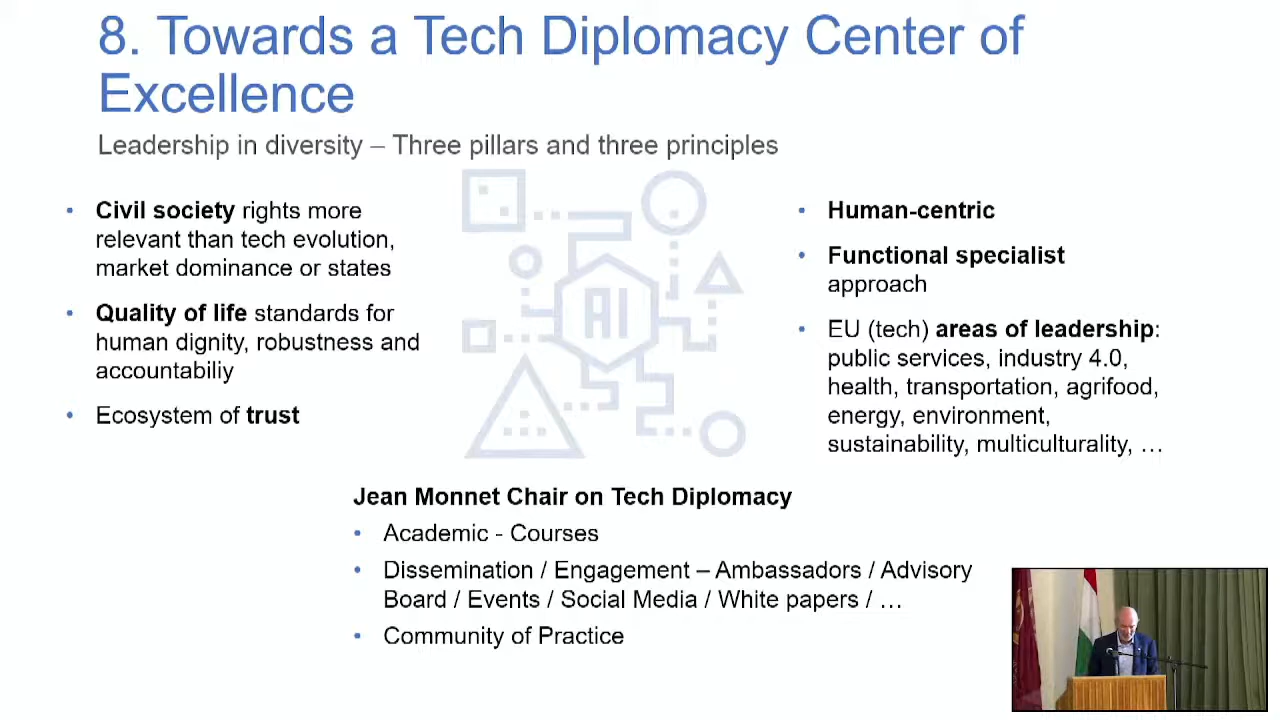 8. Towards a Tech Diplomacy Center of
Excellence
Leadership in diversity – Three pillars and three principles
• Civil society rights more
relevant than tech evolution,
market dominance or states
• Quality of life standards for
human dignity, robustness and
accountabiliy
• Ecosystem of trust
AI
• Human-centric
• Functional specialist
approach
• EU (tech) areas of leadership:
public services, industry 4.0,
health, transportation, agrifood,
energy, environment,
sustainability, multiculturality, …
Jean Monnet Chair on Tech Diplomacy
• Academic - Courses
• Dissemination / Engagement – Ambassadors / Advisory
Board / Events / Social Media / White papers / …
• Community of Practice